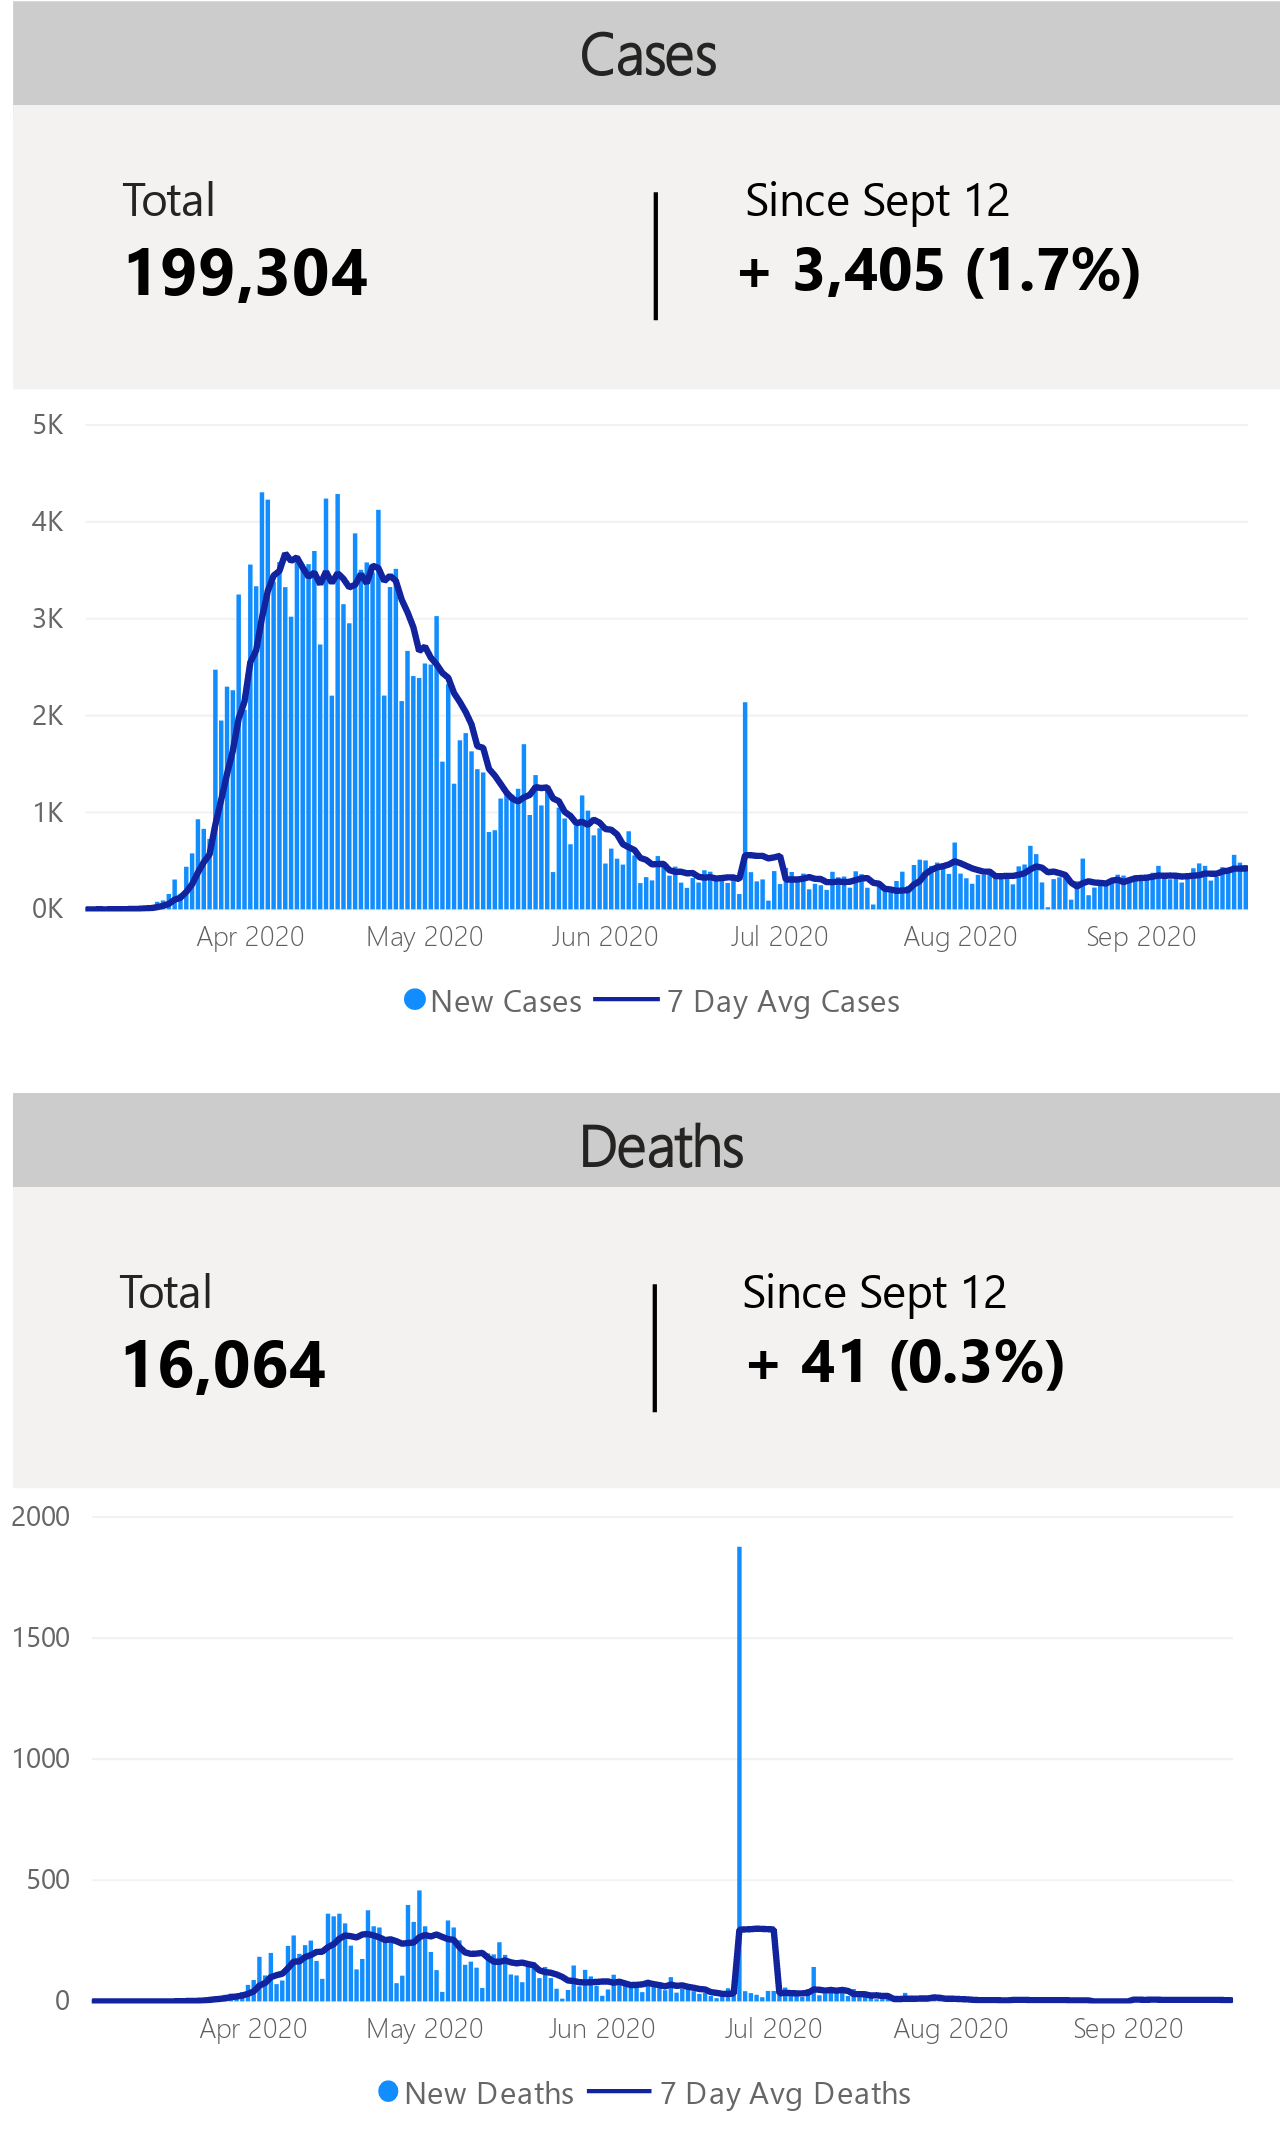 Cases
Total
Since Sept 12
199,304
+ 3,405 (1.7%)
5K
4K
3K
2K
1K
0K
Apr 2020 May 2020 Jun 2020 Jul 2020 Aug 2020 Sep 2020
New Cases 7 Day Avg Cases
Deaths
Total
Since Sept 12
16,064
+ 41 (0.3%)
2000
1500
1000
500
0
Apr 2020 May 2020 Jun 2020 Jul 2020 Aug 2020 Sep 2020
New Deaths 7 Day Avg Deaths